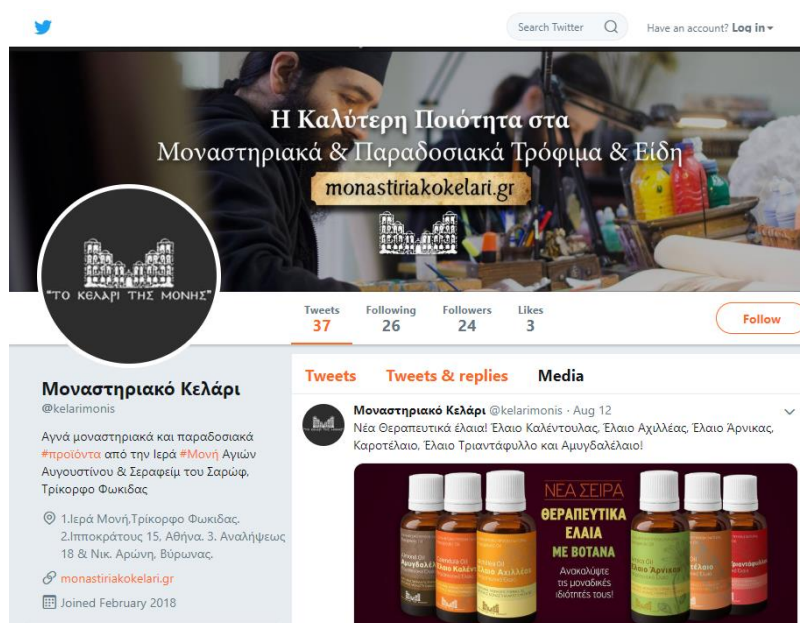 Search Twitter
Have an account? Log in
Η Καλύτερη Ποιότητα στα
Μοναστηριακά & Παραδοσιακά Τρόφιμα & Είδη
monastiriakokelari.gr
"ΤΟ ΚΕΛΑΡΙ ΤΗΣ ΜΟΝΗΣ"
Tweets Following Followers Likes
37 26 24 3
Follow
Μοναστηριακό Κελάρι
@kelarimonis
Αγνά μοναστηριακά και παραδοσιακά
#προϊόντα από την Ιερά #Μονή Αγιών
Αυγουστίνου & Σεραφείμ του Σαρώφ,
Τρίκορφο Φωκιδας
1.Ιερά Μονή,Τρίκορφο Φωκιδας.
2.Ιπποκράτους 15, Αθήνα. 3. Αναλήψεως
18 & Νικ. Αρώνη, Βύρωνας.
monastiriakokelari.gr
Joined February 2018
Tweets Tweets & replies Media
Μοναστηριακό Κελάρι @kelarimonis · Aug 12
Νέα Θεραπευτικά έλαια! Έλαιο Καλέντουλας, Έλαιο Αχιλλέας, Έλαιο Άρνικας,
Καροτέλαιο, Έλαιο Τριαντάφυλλο και Αμυγδαλέλαιο!
ΝΕΑ ΣΕΙΡΑ
ΘΕΡΑΠΕΥΤΙΚΑ
ΕΛΑΙΑ
ΜΕ ΒΟΤΑΝΑ
Ανακαλύψτε
τις μοναδικές
ιδιότητές τους!